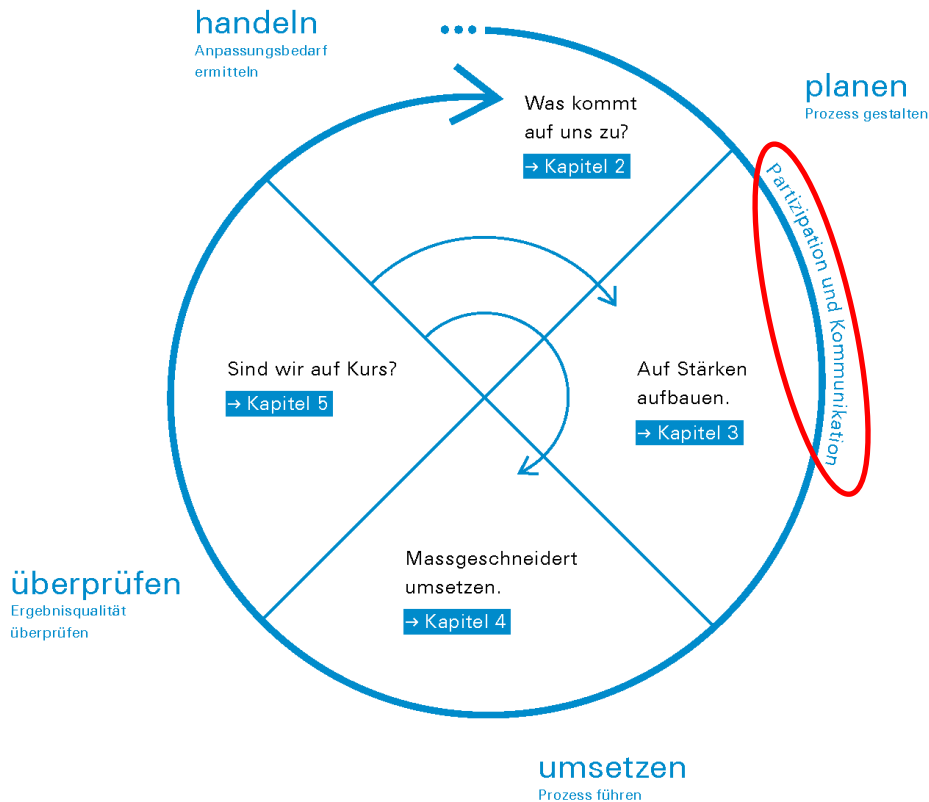 handeln
Anpassungsbedarf
ermitteln
planen
Prozess gestalten
Was kommt
auf uns zu?
→ Kapitel 2
Partizipation und Kommunikation
Sind wir auf Kurs?
→ Kapitel 5
Auf Stärken
aufbauen.
→ Kapitel 3
Massgeschneidert
umsetzen.
→ Kapitel 4
überprüfen
Ergebnisqualität
überprüfen
umsetzen
Prozess führen